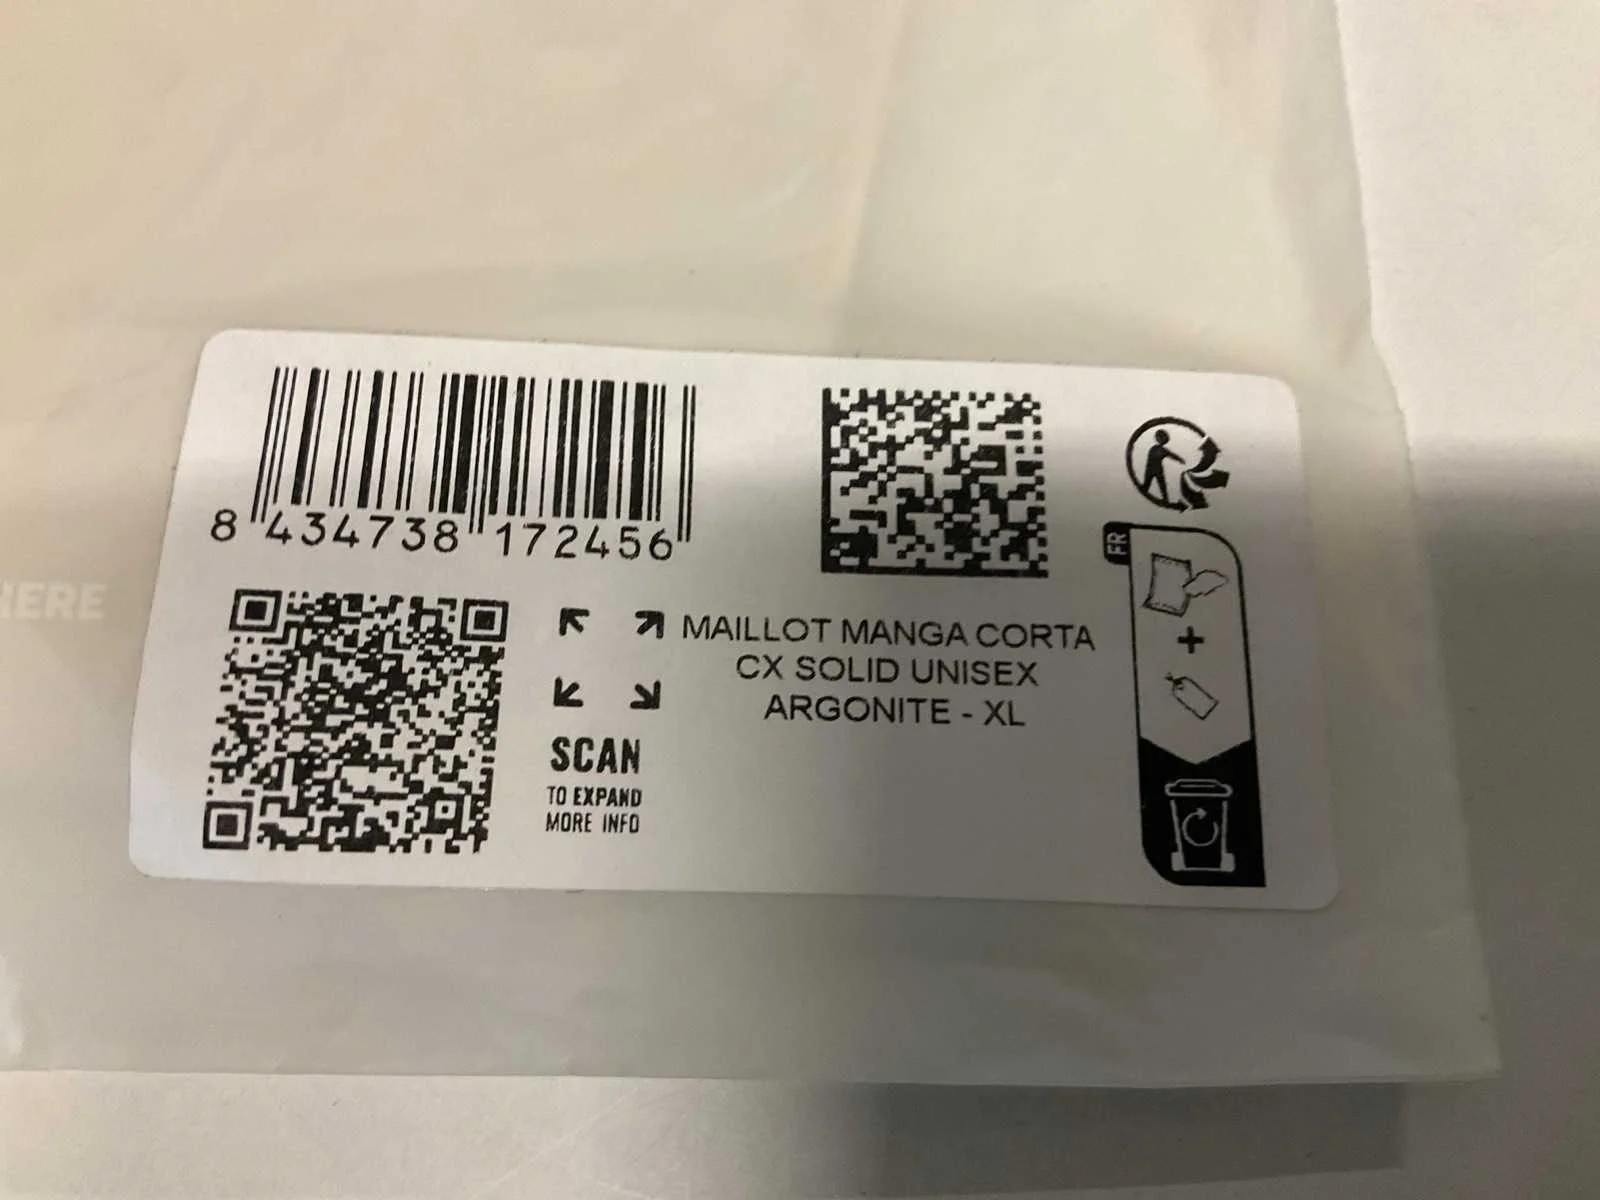 8 434738 172456
HERE
MAILLOT MANGA CORTA
CX SOLID UNISEX
ARGONITE - XL
SCAN
TO EXPAND
MORE INFO
FR
+